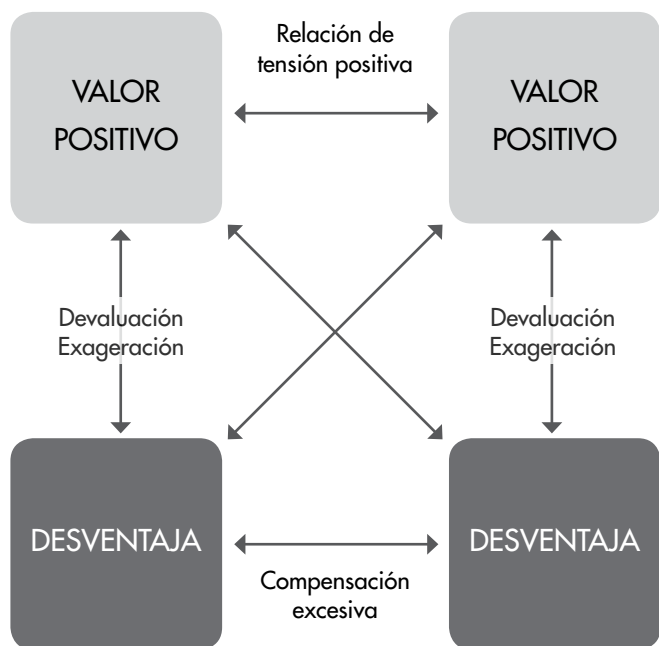 Relación de
tensión positiva
VALOR
POSITIVO
VALOR
POSITIVO
Devaluación
Exageración
Devaluación
Exageración
DESVENTAJA
DESVENTAJA
Compensación
excesiva